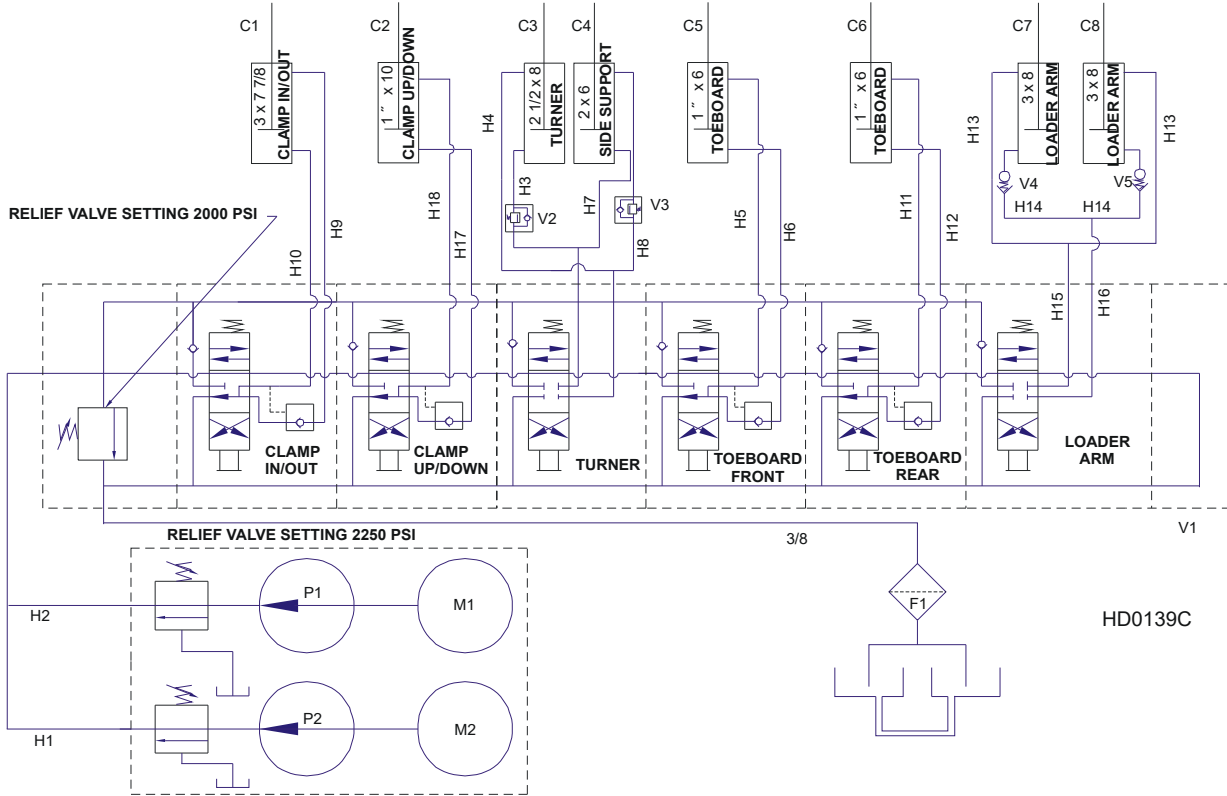 C1
C2
C3
C4
C5
C6
C7
C8
3 x 7 7/8
CLAMP IN/OUT
1 ″ x 10
CLAMP UP/DOWN
2 1/2 x 8
TURNER
2 x 6
SIDE SUPPORT
1 ″ x 6
TOEBOARD
1 ″ x 6
TOEBOARD
3 x 8
LOADER ARM
3 x 8
LOADER ARM
H4
H13
H13
H3
V2
H7
V3
H8
V4
V5
H14
H14
RELIEF VALVE SETTING 2000 PSI
H10
H9
H18
H17
H5
H6
H11
H12
H15
H16
CLAMP
IN/OUT
CLAMP
UP/DOWN
TURNER
TOEBOARD
FRONT
TOEBOARD
REAR
LOADER
ARM
V1
RELIEF VALVE SETTING 2250 PSI
3/8
P1
M1
H2
F1
HD0139C
P2
M2
H1